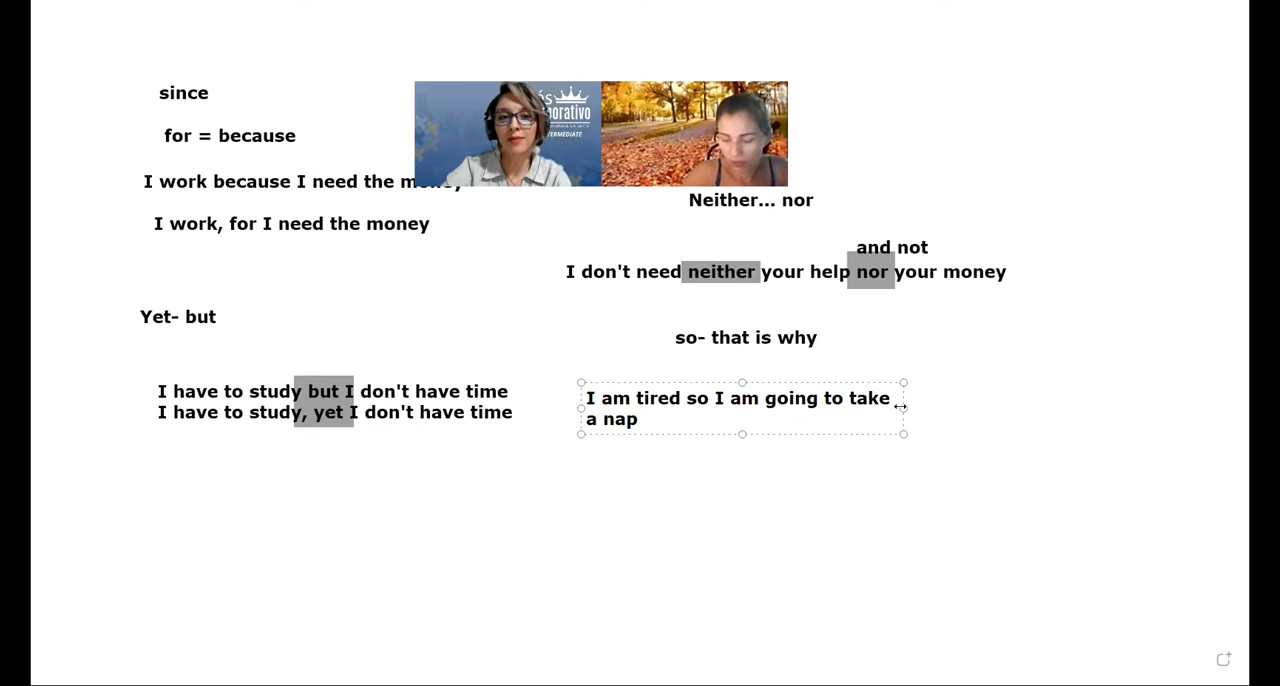 since
for = because
I work because I need the money
I work, for I need the money
Yet- but
I have to study but I don't have time
I have to study, yet I don't have time
Neither... nor
and not
I don't need neither your help nor your money
so- that is why
I am tired so I am going to take
a nap